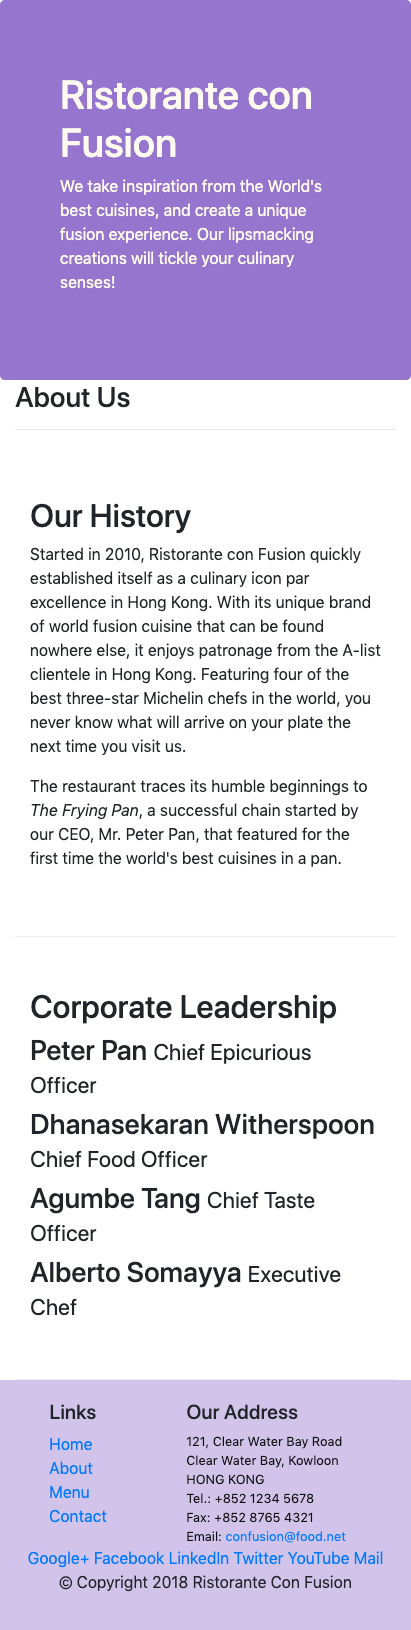 Ristorante con
Fusion
We take inspiration from the World's
best cuisines, and create a unique
fusion experience. Our lipsmacking
creations will tickle your culinary
senses!
About Us
Our History
Started in 2010, Ristorante con Fusion quickly
established itself as a culinary icon par
excellence in Hong Kong. With its unique brand
of world fusion cuisine that can be found
nowhere else, it enjoys patronage from the A-list
clientele in Hong Kong. Featuring four of the
best three-star Michelin chefs in the world, you
never know what will arrive on your plate the
next time you visit us.
The restaurant traces its humble beginnings to
The Frying Pan, a successful chain started by
our CEO, Mr. Peter Pan, that featured for the
first time the world's best cuisines in a pan.
Corporate Leadership
Peter Pan Chief Epicurious
Officer
Dhanasekaran Witherspoon
Chief Food Officer
Agumbe Tang Chief Taste
Officer
Alberto Somayya Executive
Chef
Links
Home
About
Menu
Contact
Our Address
121, Clear Water Bay Road
Clear Water Bay, Kowloon
HONG KONG
Tel.: +852 1234 5678
Fax: +852 8765 4321
Email: confusion@food.net
Google+ Facebook LinkedIn Twitter YouTube Mail
© Copyright 2018 Ristorante Con Fusion